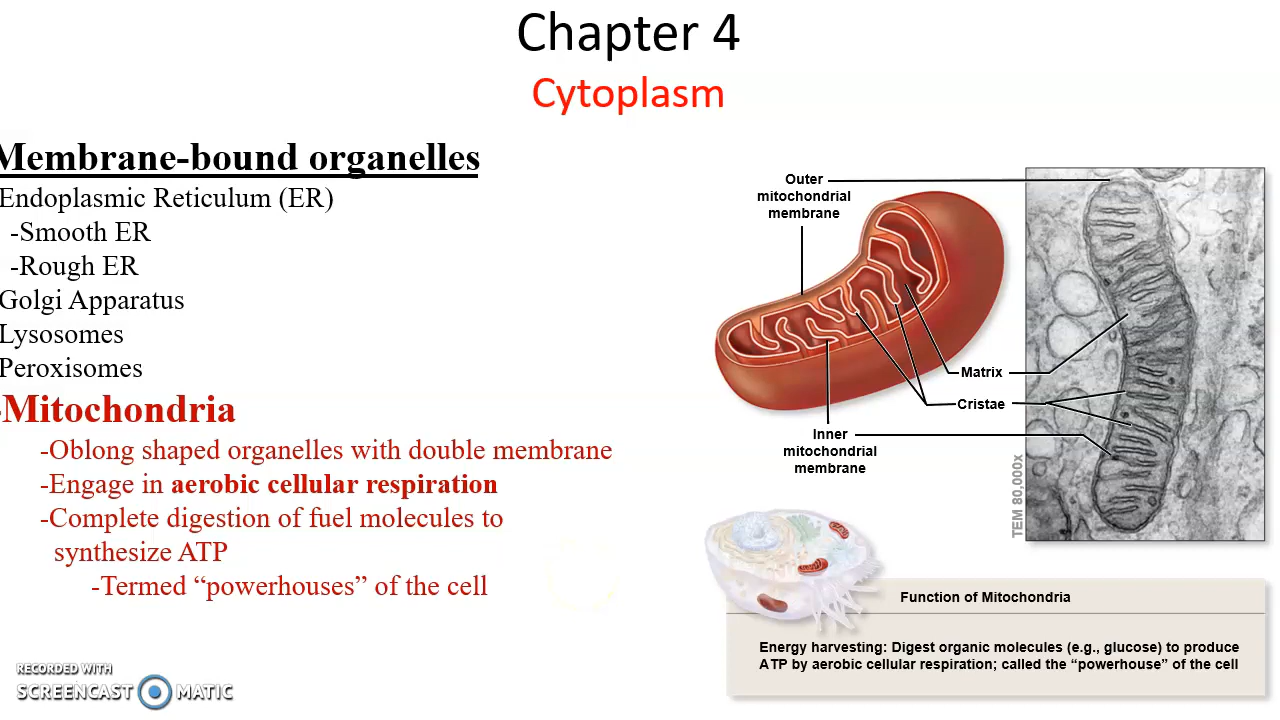 Chapter 4
Cytoplasm
Membrane-bound organelles
Endoplasmic Reticulum (ER)
-Smooth ER
-Rough ER
Golgi Apparatus
Lysosomes
Peroxisomes
-Mitochondria
-Oblong shaped organelles with double membrane
-Engage in aerobic cellular respiration
-Complete digestion of fuel molecules to
synthesize ATP
-Termed “powerhouses” of the cell
Outer
mitochondrial
membrane
Matrix
Cristae
Inner
mitochondrial
membrane
TEM 80,000x
Function of Mitochondria
Energy harvesting: Digest organic molecules (e.g., glucose) to produce
ATP by aerobic cellular respiration; called the “powerhouse” of the cell
RECORDED WITH
SCREENCAST MATIC